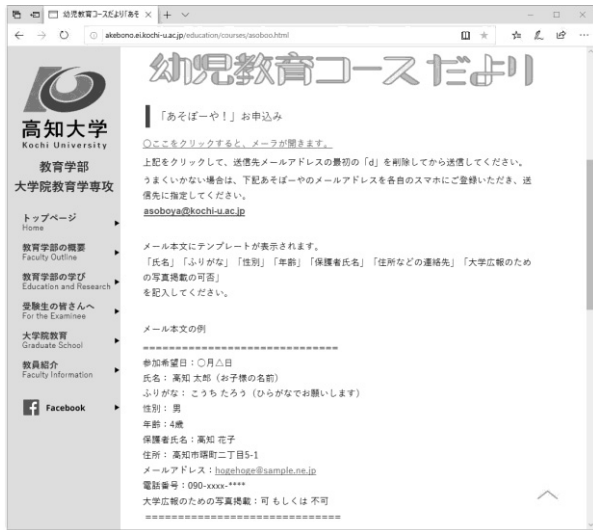 幼児教育コースだより「あそ
akebono.ei.kochi-u.ac.jp/education/courses/asoboo.html
幼児教育コースだより
高知大学
Kochi University
教育学部
大学院教育学専攻
トップページ
Home
教育学部の概要
Faculty Outline
教育学部の学び
Education and Research
受験生の皆さんへ
For the Examinee
大学院教育
Graduate School
教員紹介
Faculty Information
Facebook
「あそぼーや！」お申込み
○ここをクリックすると、メーラが開きます。
上記をクリックして、送信先メールアドレスの最初の「d」を削除してから送信してください。
うまくいかない場合は、下記あそぼーやのメールアドレスを各自のスマホにご登録いただき、送
信先に指定してください。
asoboya@kochi-u.ac.jp
メール本文にテンプレートが表示されます。
「氏名」「ふりがな」「性別」「年齢」「保護者氏名」「住所などの連絡先」「大学広報のため
の写真掲載の可否」
を記入してください。
メール本文の例
==============================
参加希望日：○月△日
氏名： 高知 太郎（お子様の名前）
ふりがな： こうち たろう（ひらがなでお願いします）
性別： 男
年齢：4歳
保護者氏名：高知 花子
住所： 高知市曙町二丁目5-1
メールアドレス：hogehoge@sample.ne.jp
電話番号：090-xxxx-****
大学広報のための写真掲載：可 もしくは 不可
==============================